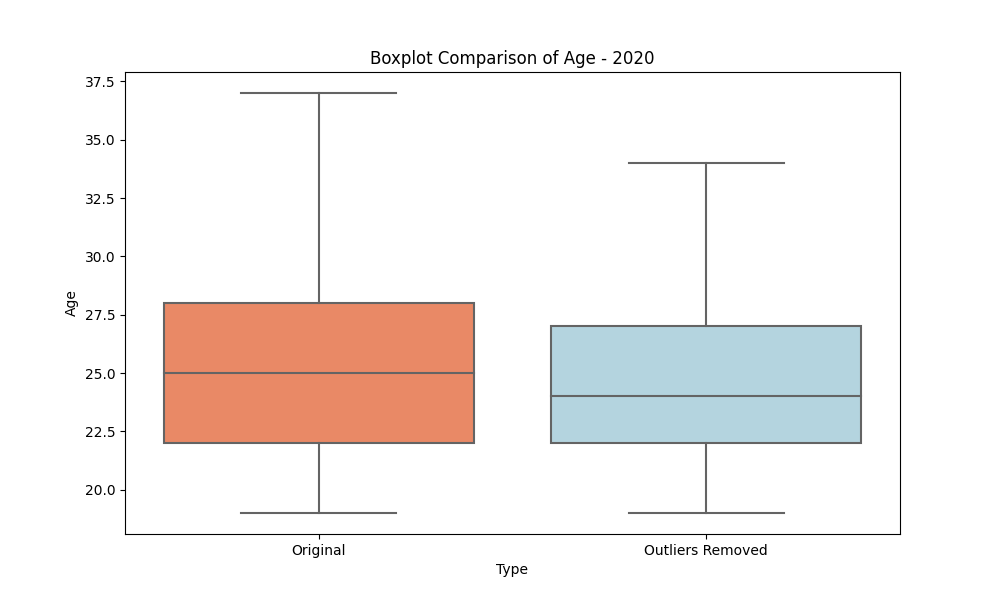 Boxplot Comparison of Age - 2020
37.5
35.0
32.5
30.0
27.5
25.0
22.5
20.0
Age
Original
Outliers Removed
Type